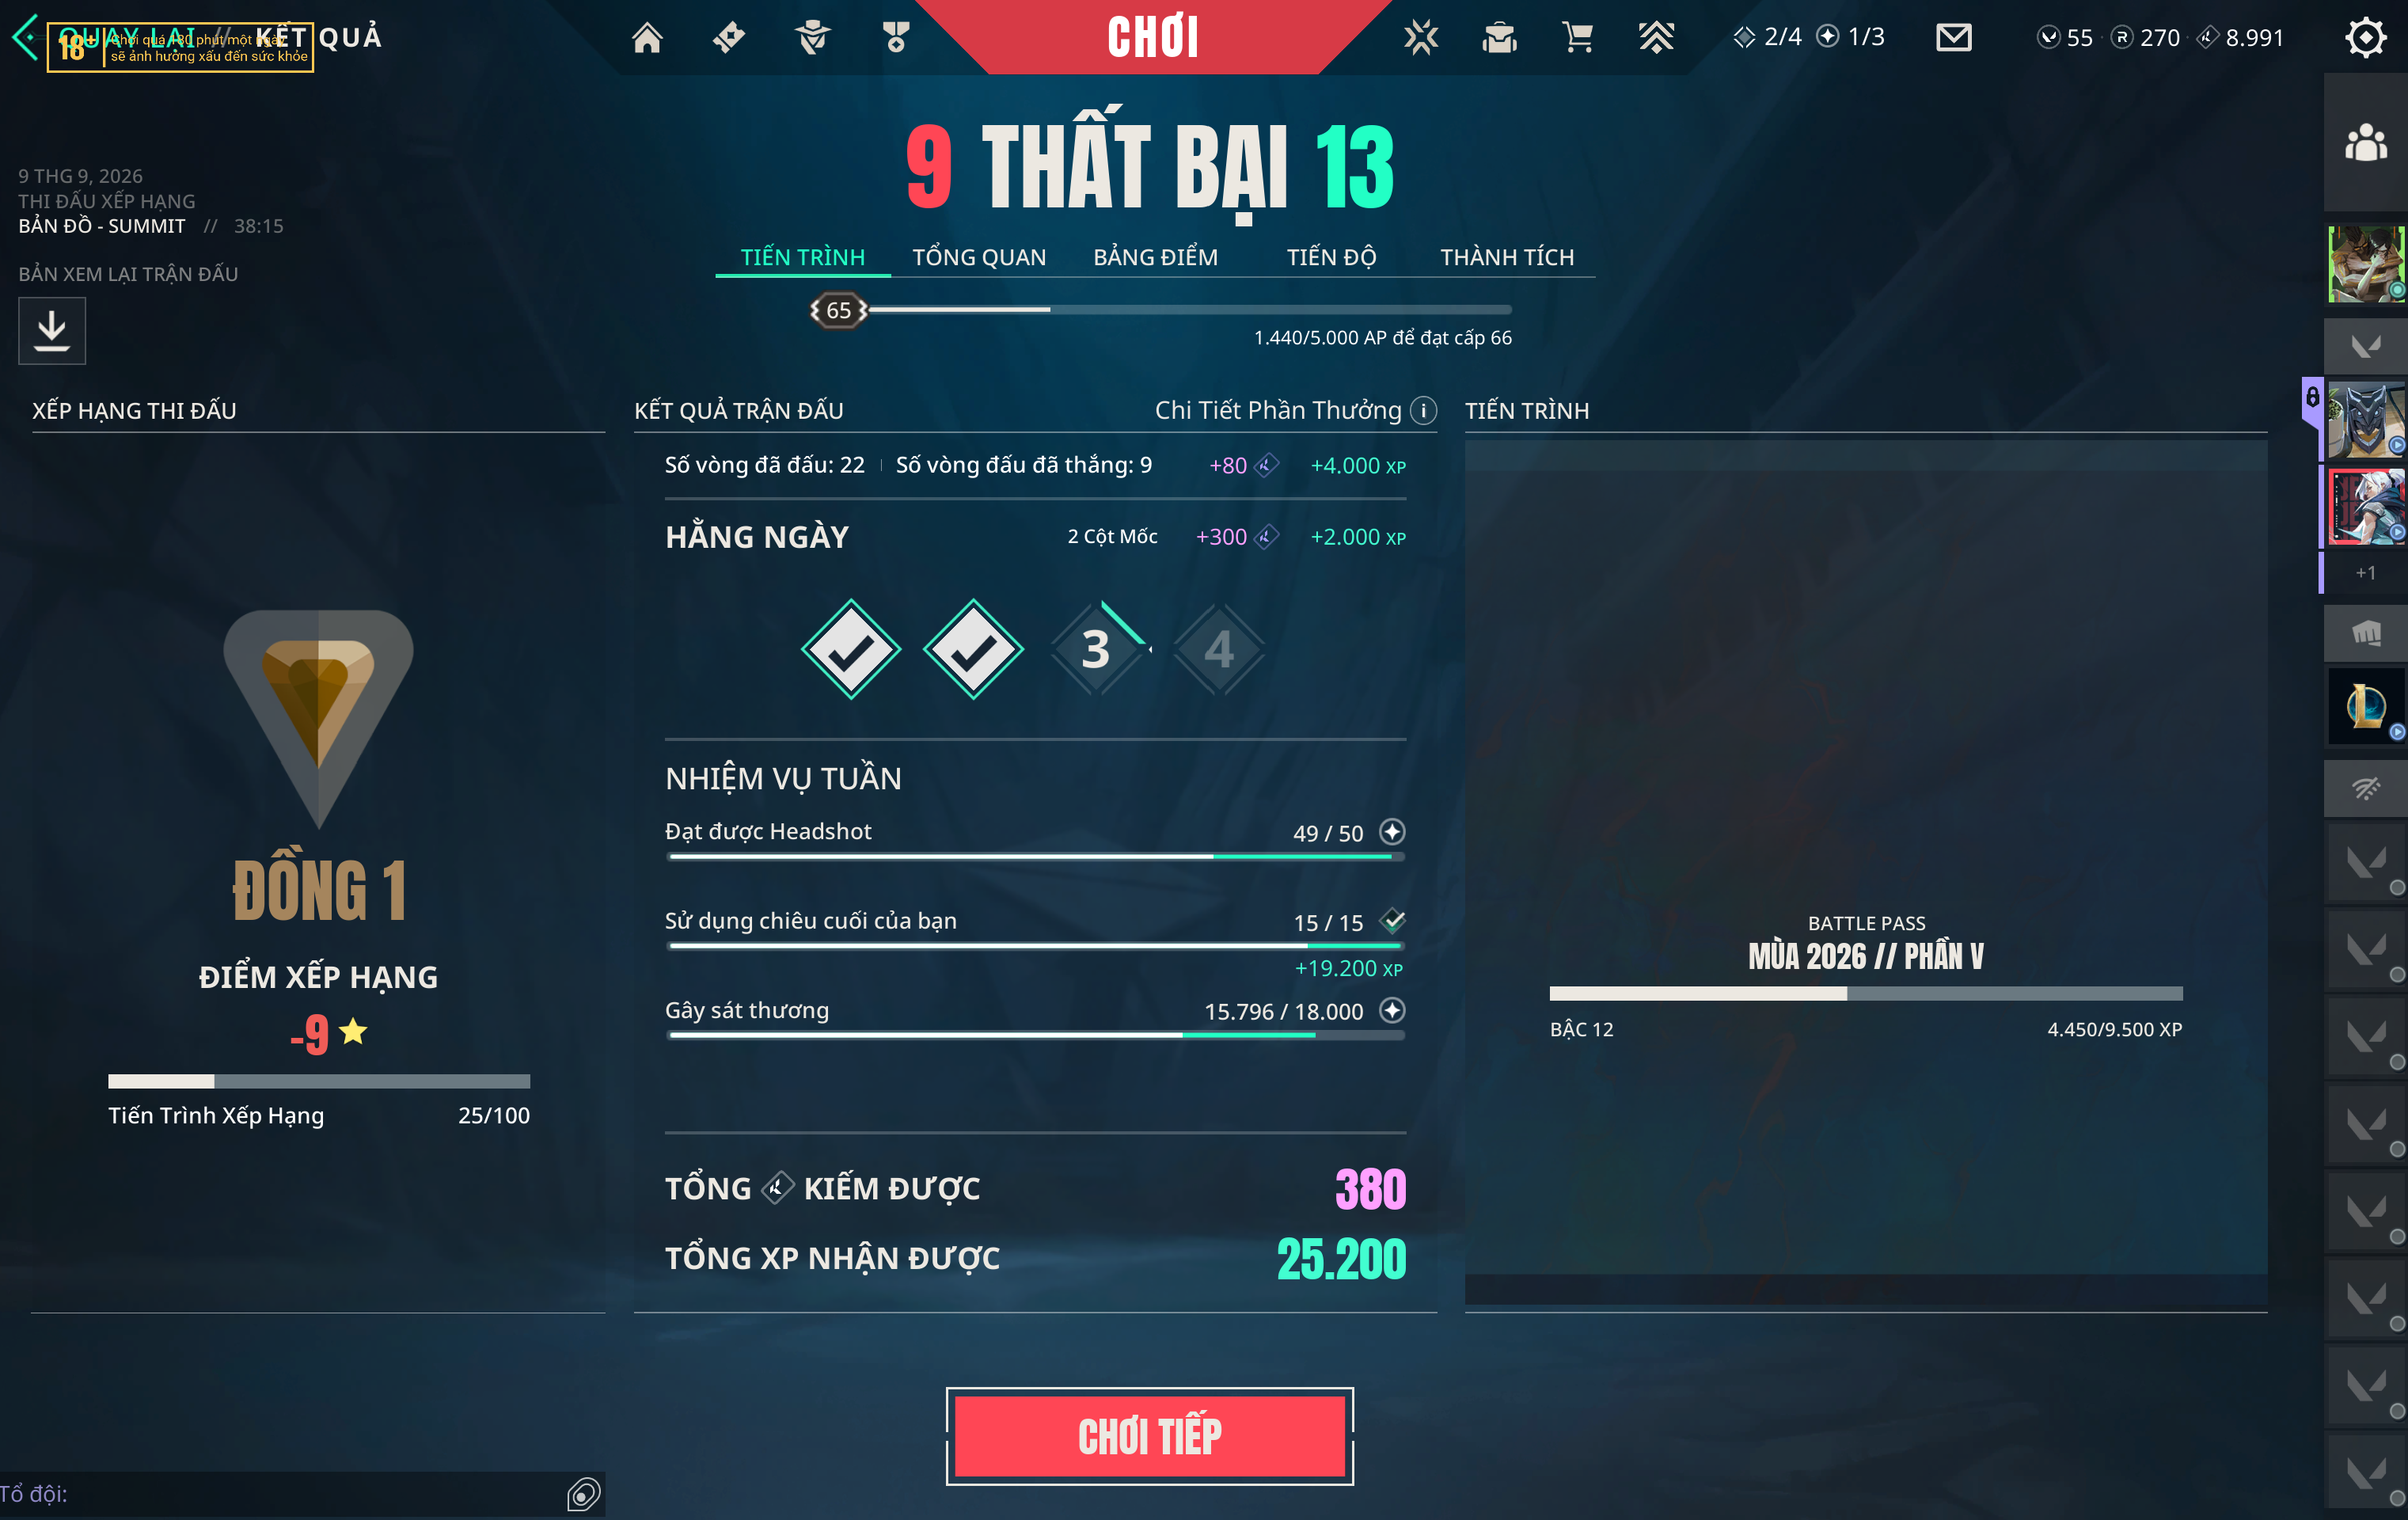 QUAY LẠI // KẾT QUẢ
18+
Chơi quá 180 phút một ngày
sẽ ảnh hưởng xấu đến sức khỏe
CHƠI
2/4 1/3
55 · R 270 · 8.991
9 THẤT BẠI 13
9 THG 9, 2026
THI ĐẤU XẾP HẠNG
BẢN ĐỒ - SUMMIT // 38:15
BẢN XEM LẠI TRẬN ĐẤU
TIẾN TRÌNH TỔNG QUAN BẢNG ĐIỂM TIẾN ĐỘ THÀNH TÍCH
65
1.440/5.000 AP để đạt cấp 66
XẾP HẠNG THI ĐẤU
ĐỒNG 1
ĐIỂM XẾP HẠNG
-9
Tiến Trình Xếp Hạng 25/100
KẾT QUẢ TRẬN ĐẤU Chi Tiết Phần Thưởng i
Số vòng đã đấu: 22 | Số vòng đấu đã thắng: 9 +80 +4.000 XP
HẰNG NGÀY 2 Cột Mốc +300 +2.000 XP
3 4
NHIỆM VỤ TUẦN
Đạt được Headshot 49 / 50
Sử dụng chiêu cuối của bạn 15 / 15
+19.200 XP
Gây sát thương 15.796 / 18.000
TỔNG KIẾM ĐƯỢC 380
TỔNG XP NHẬN ĐƯỢC 25.200
TIẾN TRÌNH
BATTLE PASS
MÙA 2026 // PHẦN V
BẬC 12 4.450/9.500 XP
+1
CHƠI TIẾP
Tổ đội: